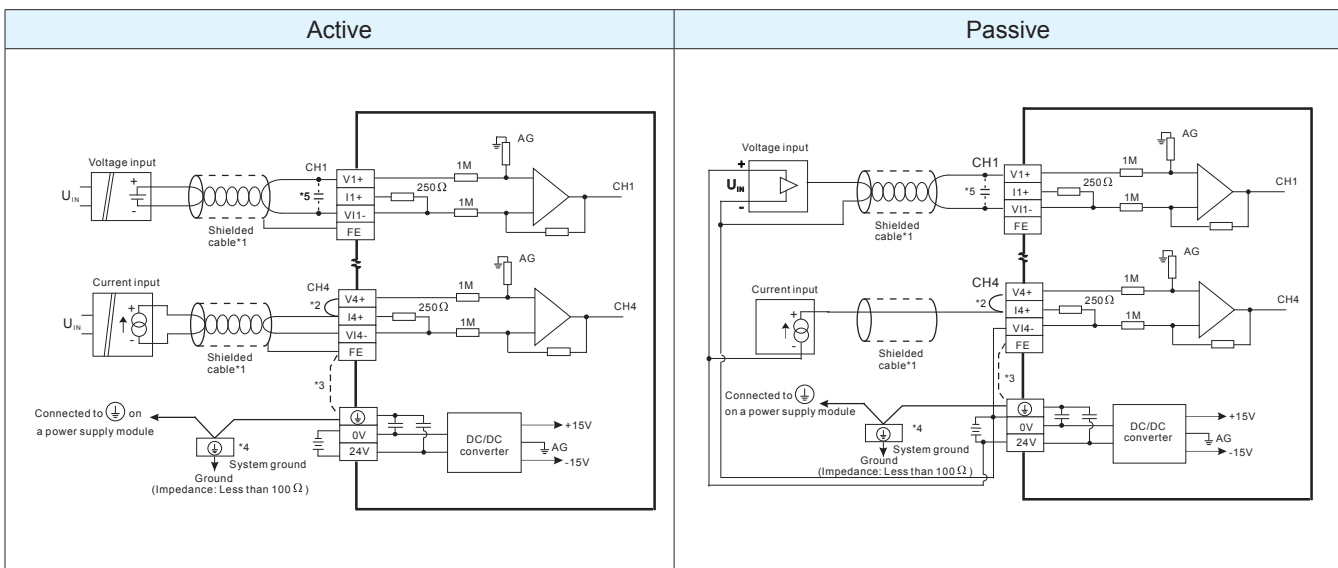 Active
Voltage input
+
-
U_IN
Shielded
cable*1
CH1
*5
V1+
I1+
VI1-
FE
250Ω
1M
1M
AG
CH1
Current input
+
-
U_IN
Shielded
cable*1
CH4
*2
V4+
I4+
VI4-
FE
250Ω
1M
1M
AG
CH4
*3
Connected to ⏚ on
a power supply module
*4
System ground
Ground
(Impedance: Less than 100 Ω )
0V
24V
DC/DC
converter
+15V
AG
-15V
Passive
Voltage input
+
U_IN
-
Shielded
cable*1
CH1
*5
V1+
I1+
VI1-
FE
250Ω
1M
1M
AG
CH1
Current input
+
-
Shielded
cable*1
CH4
*2
V4+
I4+
VI4-
FE
250Ω
1M
1M
AG
CH4
*3
Connected to ⏚
on a power supply module
*4
System ground
Ground
(Impedance: Less than 100 Ω )
0V
24V
DC/DC
converter
+15V
AG
-15V